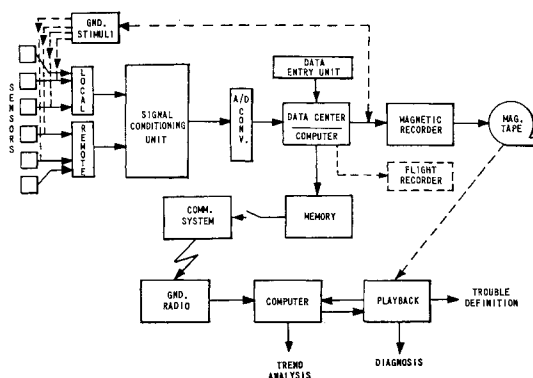 GND.
STIMULI
SENSORS
LOCAL
REMOTE
SIGNAL
CONDITIONING
UNIT
A/D
CONV.
DATA
ENTRY UNIT
DATA CENTER
COMPUTER
MAGNETIC
RECORDER
MAG.
TAPE
FLIGHT
RECORDER
COMM.
SYSTEM
MEMORY
GND.
RADIO
COMPUTER
PLAYBACK
TROUBLE
DEFINITION
TREND
ANALYSIS
DIAGNOSIS